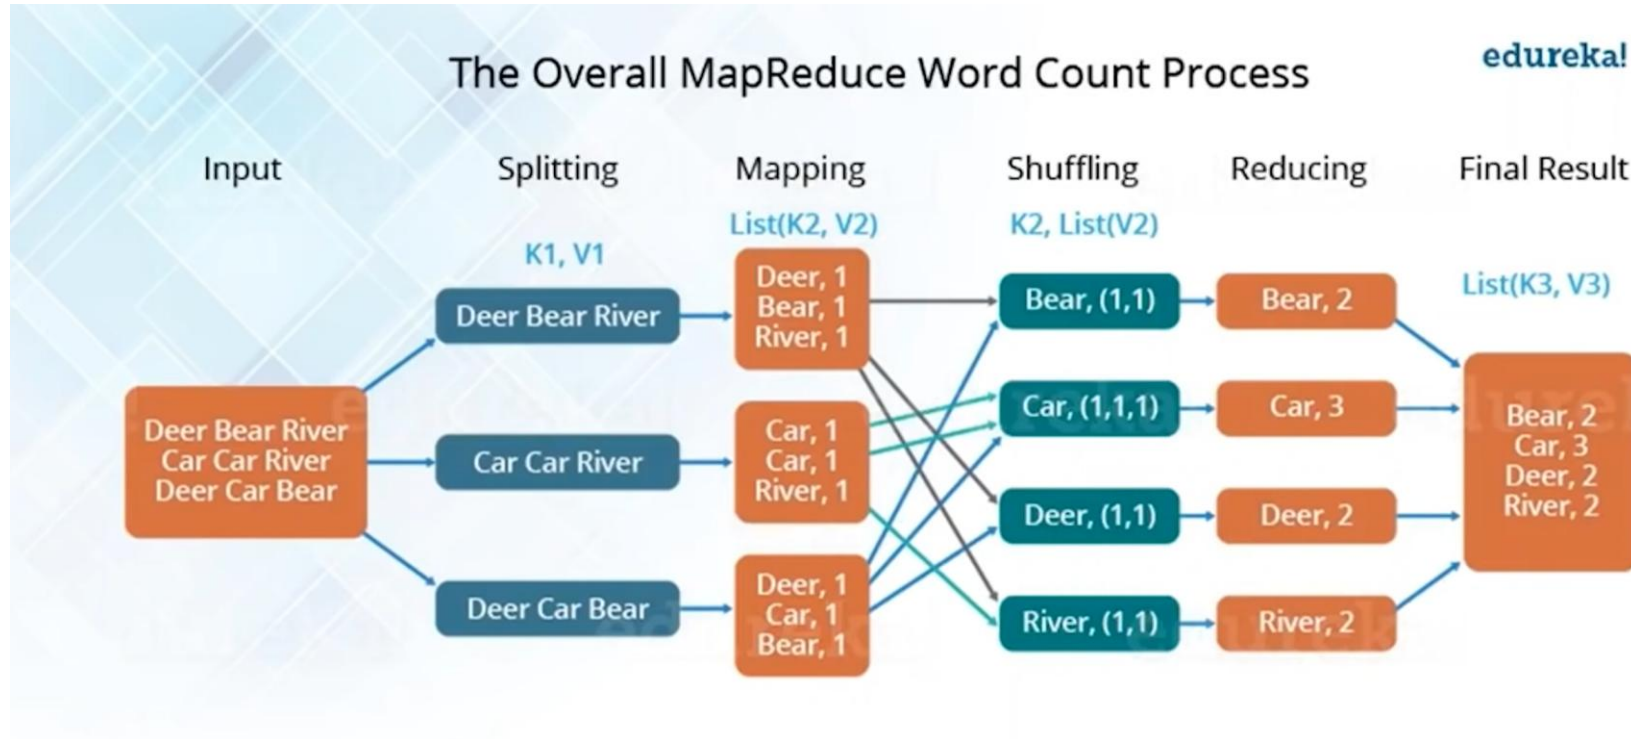 The Overall MapReduce Word Count Process
edureka!
Input
Splitting
Mapping
Shuffling
Reducing
Final Result
K1, V1
List(K2, V2)
K2, List(V2)
List(K3, V3)
Deer Bear River
Car Car River
Deer Car Bear
Deer Bear River
Car Car River
Deer Car Bear
Deer, 1
Bear, 1
River, 1
Car, 1
Car, 1
River, 1
Deer, 1
Car, 1
Bear, 1
Bear, (1,1)
Car, (1,1,1)
Deer, (1,1)
River, (1,1)
Bear, 2
Car, 3
Deer, 2
River, 2
Bear, 2
Car, 3
Deer, 2
River, 2